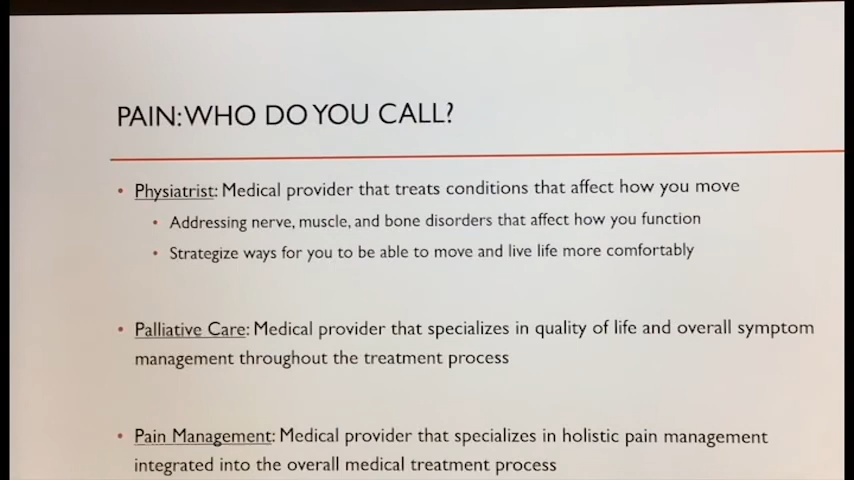 PAIN: WHO DO YOU CALL?
• Physiatrist: Medical provider that treats conditions that affect how you move
• Addressing nerve, muscle, and bone disorders that affect how you function
• Strategize ways for you to be able to move and live life more comfortably
• Palliative Care: Medical provider that specializes in quality of life and overall symptom
management throughout the treatment process
• Pain Management: Medical provider that specializes in holistic pain management
integrated into the overall medical treatment process